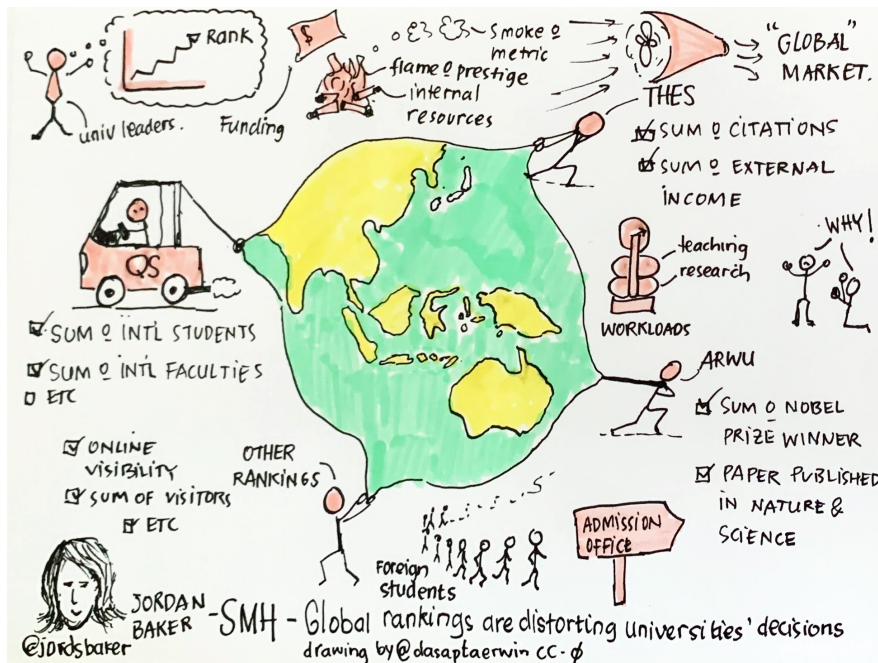 RANK
univ leaders.
Funding
$
smoke o
metric
flame o prestige
internal
resources
"GLOBAL"
MARKET.
THES
SUM o CITATIONS
SUM o EXTERNAL
INCOME
QS
SUM o INTL STUDENTS
SUM o INTL FACULTIES
ETC
teaching
research
WORKLOADS
WHY!
ARWU
SUM o NOBEL
PRIZE WINNER
PAPER PUBLISHED
IN NATURE &
SCIENCE
ONLINE
VISIBILITY
SUM OF VISITORS
ETC
OTHER
RANKINGS
Foreign
students
ADMISSION
OFFICE
JORDAN
BAKER
@jordsbaker
-SMH - Global rankings are distorting universities' decisions
drawing by @dasaptaerwin CC-0